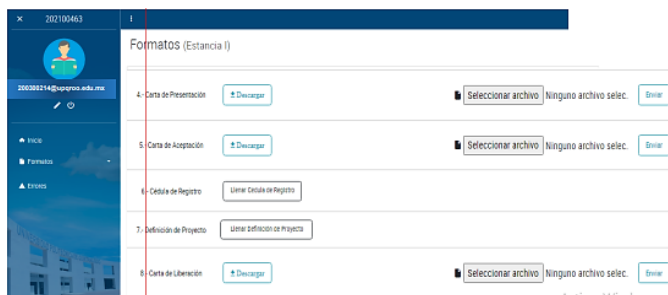 × 202100463
Formatos (Estancia I)
200300214@upqroo.edu.mx
4.- Carta de Presentación Descargar Seleccionar archivo Ninguno archivo selec. Enviar
5.- Carta de Aceptación Descargar Seleccionar archivo Ninguno archivo selec. Enviar
Inicio
Formatos
Errores
6.- Cédula de Registro Llenar Cedula de Registro
7.- Definición de Proyecto Llenar Definición de Proyecto
8.- Carta de Liberación Descargar Seleccionar archivo Ninguno archivo selec. Enviar